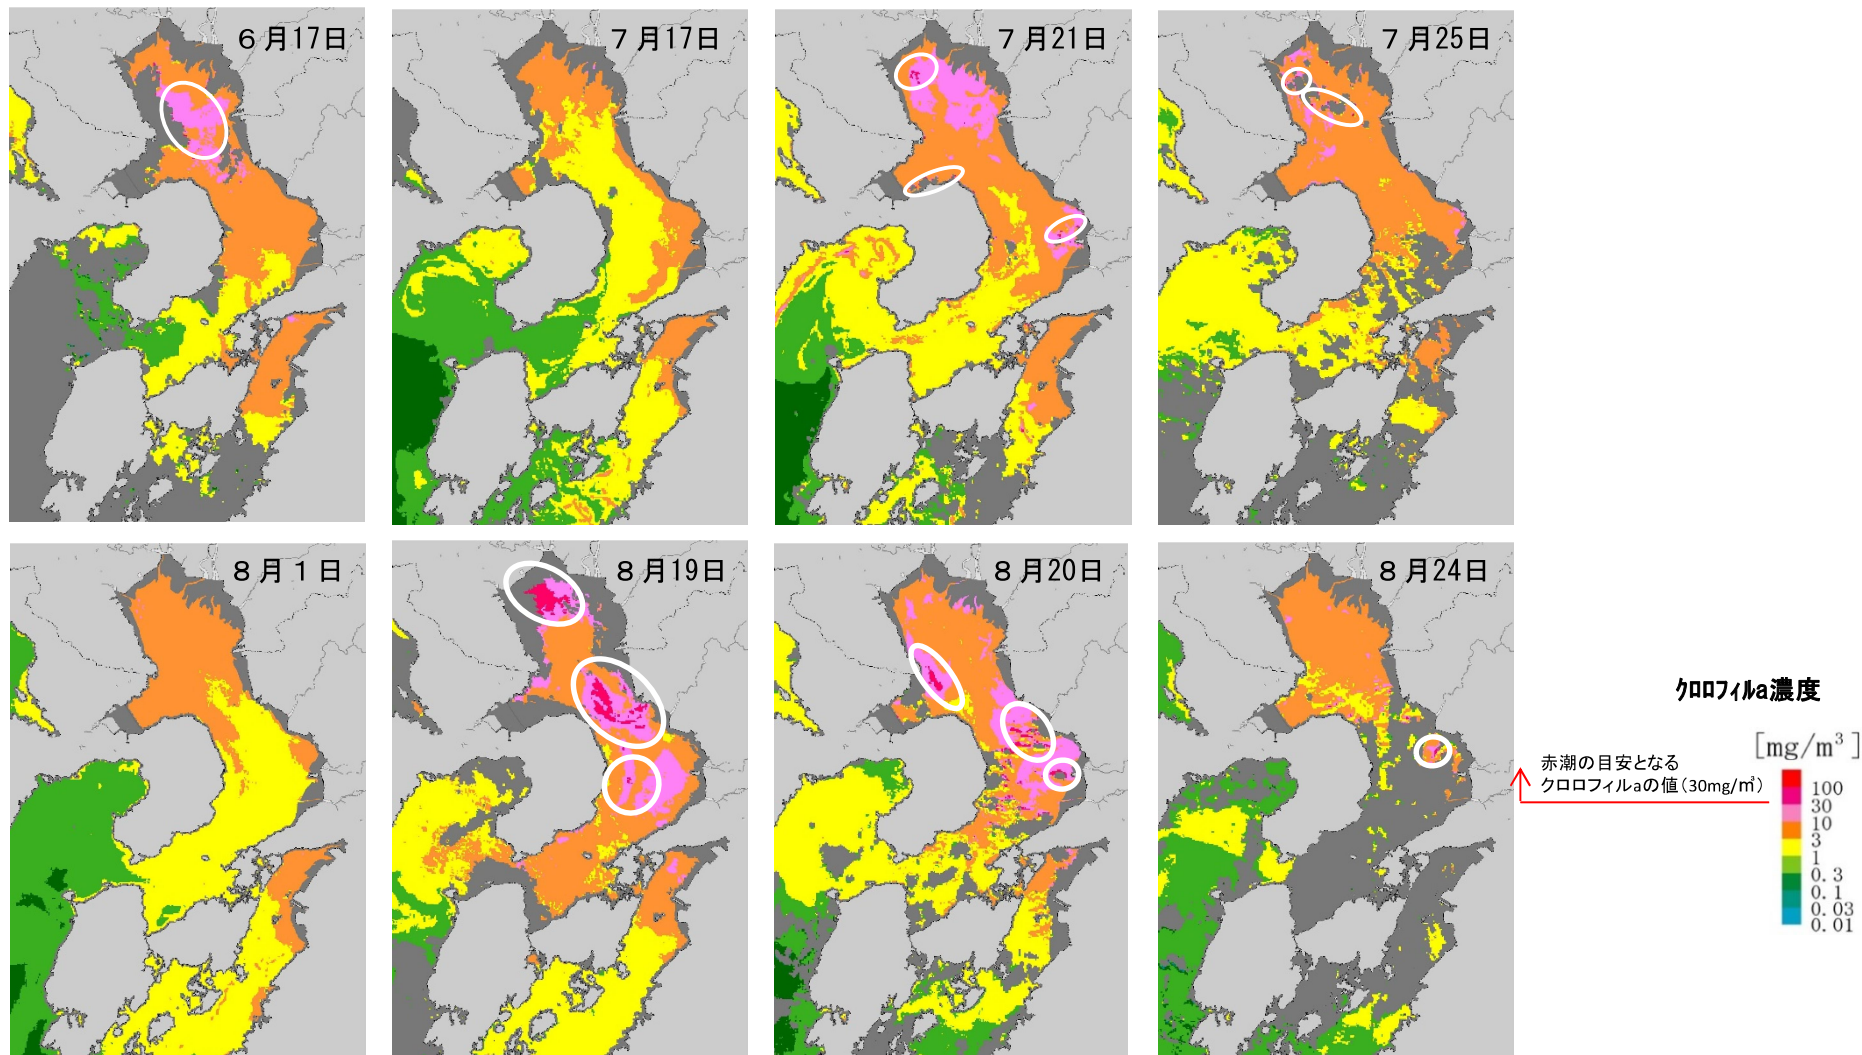 6月17日
7月17日
7月21日
7月25日
8月1日
8月19日
8月20日
8月24日
ｸﾛﾛﾌｨﾙa濃度
[mg/m³]
赤潮の目安となる
クロロフィルaの値（30mg/㎥）
100
30
10
3
1
0.3
0.1
0.03
0.01